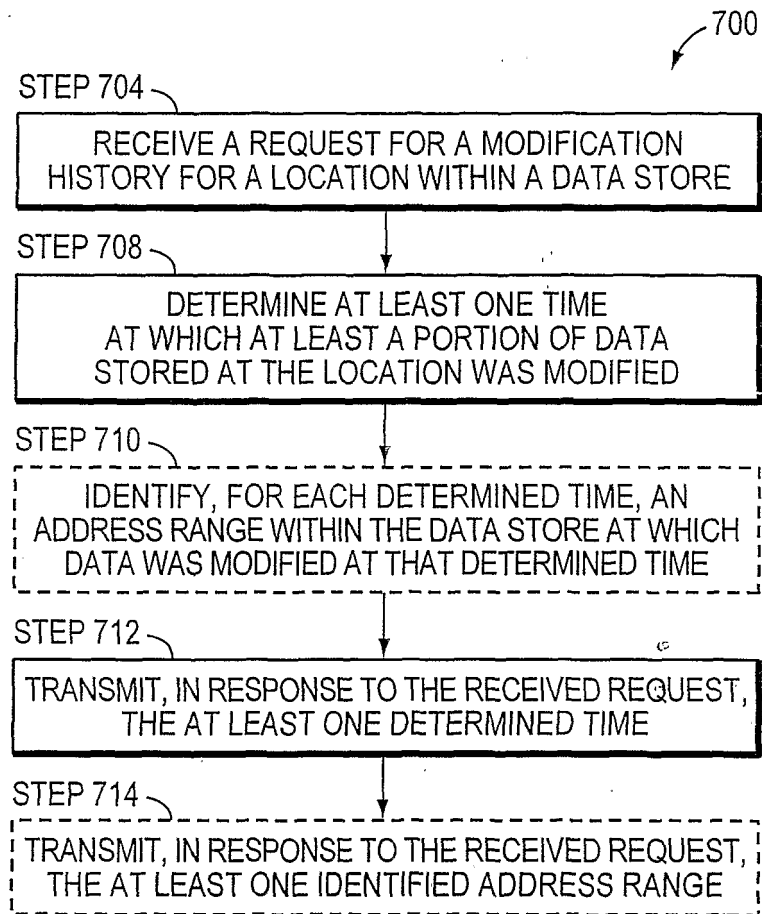 700
STEP 704
RECEIVE A REQUEST FOR A MODIFICATION
HISTORY FOR A LOCATION WITHIN A DATA STORE
STEP 708
DETERMINE AT LEAST ONE TIME
AT WHICH AT LEAST A PORTION OF DATA
STORED AT THE LOCATION WAS MODIFIED
STEP 710
IDENTIFY, FOR EACH DETERMINED TIME, AN
ADDRESS RANGE WITHIN THE DATA STORE AT WHICH
DATA WAS MODIFIED AT THAT DETERMINED TIME
STEP 712
TRANSMIT, IN RESPONSE TO THE RECEIVED REQUEST,
THE AT LEAST ONE DETERMINED TIME
STEP 714
TRANSMIT, IN RESPONSE TO THE RECEIVED REQUEST,
THE AT LEAST ONE IDENTIFIED ADDRESS RANGE